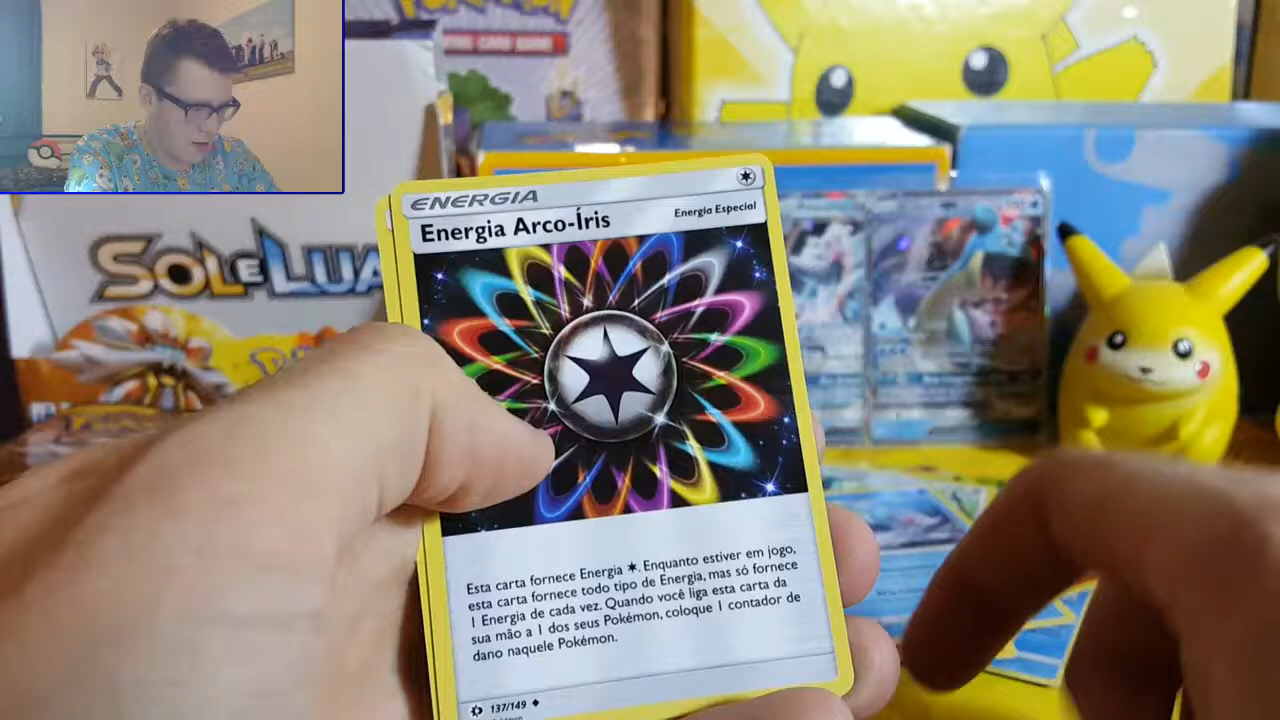 SOL E LUA
ENERGIA
Energia Arco-Íris
Energia Especial
Esta carta fornece Energia ✶. Enquanto estiver em jogo,
esta carta fornece todo tipo de Energia, mas só fornece
1 Energia de cada vez. Quando você liga esta carta da
sua mão a 1 dos seus Pokémon, coloque 1 contador de
dano naquele Pokémon.
137/149